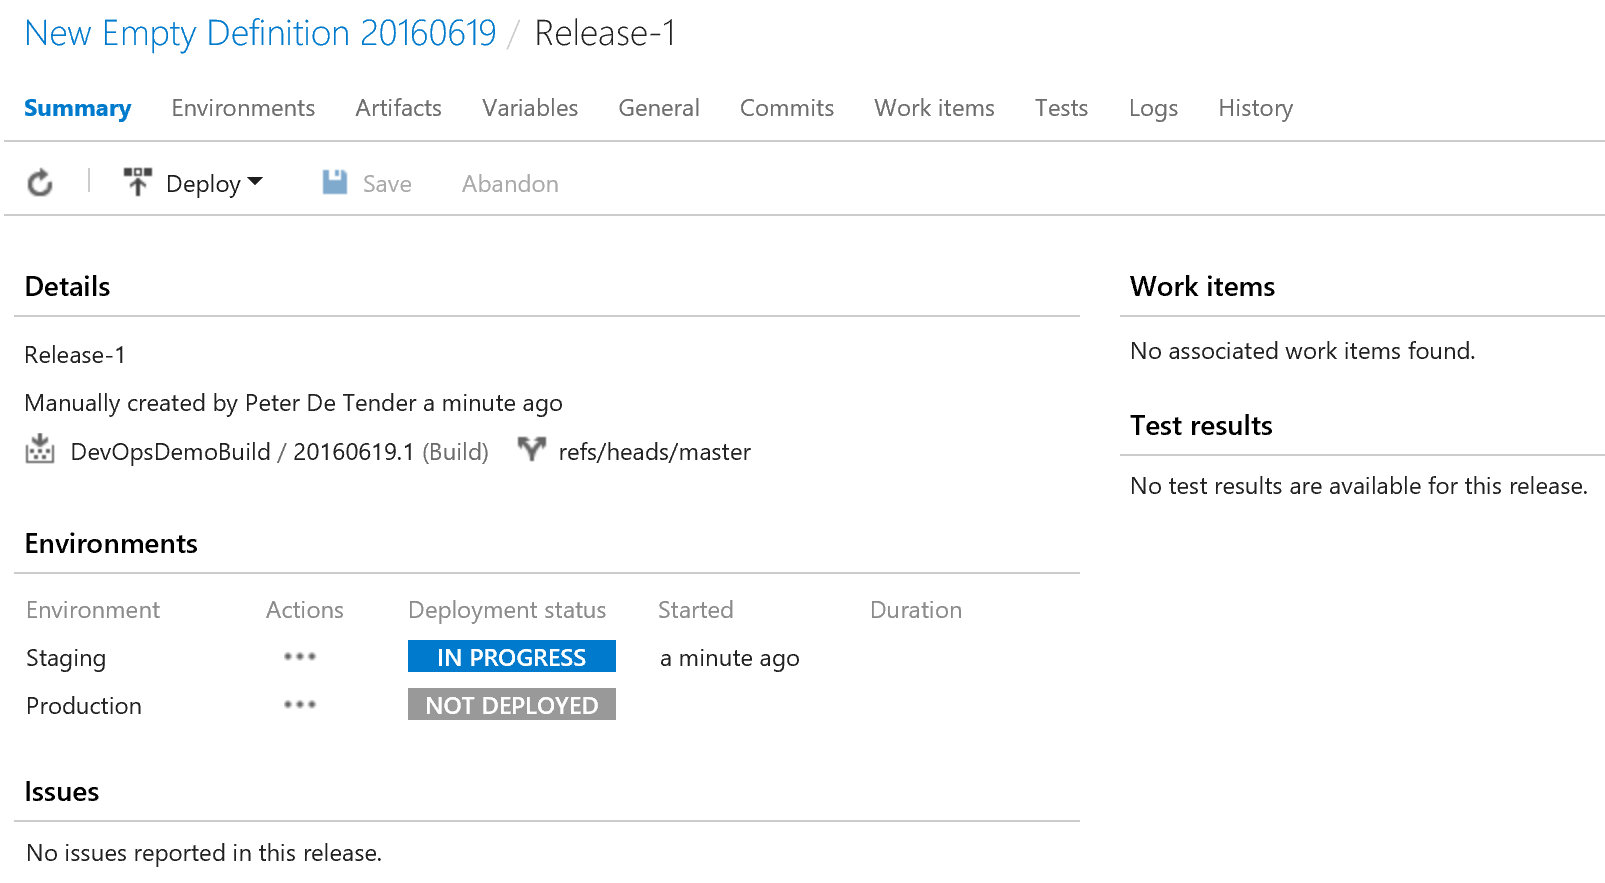 New Empty Definition 20160619 / Release-1
Summary Environments Artifacts Variables General Commits Work items Tests Logs History
Deploy Save Abandon
Details
Release-1
Manually created by Peter De Tender a minute ago
DevOpsDemoBuild / 20160619.1 (Build) refs/heads/master
Environments
Environment Actions Deployment status Started Duration
Staging ••• IN PROGRESS a minute ago
Production ••• NOT DEPLOYED
Issues
No issues reported in this release.
Work items
No associated work items found.
Test results
No test results are available for this release.